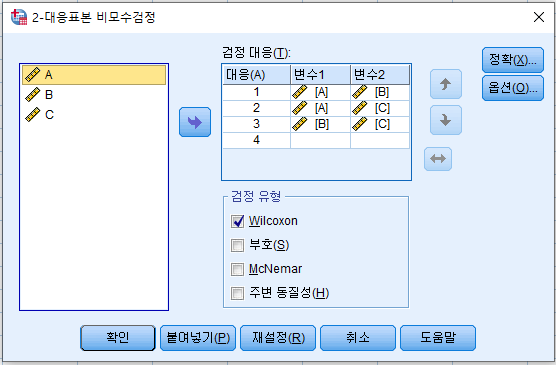 2-대응표본 비모수검정
A
B
C
검정 대응(T):
대응(A) 변수1 변수2
1 [A] [B]
2 [A] [C]
3 [B] [C]
4
정확(X)...
옵션(O)...
검정 유형
Wilcoxon
부호(S)
McNemar
주변 동질성(H)
확인 붙여넣기(P) 재설정(R) 취소 도움말